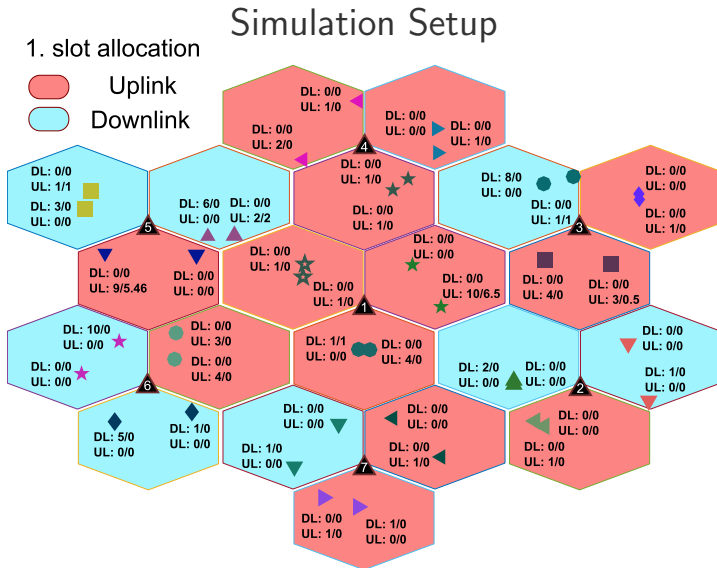 Simulation Setup
1. slot allocation
Uplink
Downlink
DL: 0/0
UL: 1/0
DL: 0/0
UL: 2/0
DL: 0/0
UL: 0/0
DL: 0/0
UL: 1/0
4
DL: 0/0
UL: 1/1
DL: 3/0
UL: 0/0
DL: 6/0
UL: 0/0
DL: 0/0
UL: 2/2
5
DL: 0/0
UL: 1/0
DL: 0/0
UL: 1/0
DL: 8/0
UL: 0/0
DL: 0/0
UL: 1/1
3
DL: 0/0
UL: 0/0
DL: 0/0
UL: 1/0
DL: 0/0
UL: 9/5.46
DL: 0/0
UL: 0/0
DL: 0/0
UL: 1/0
DL: 0/0
UL: 1/0
1
DL: 0/0
UL: 0/0
DL: 0/0
UL: 10/6.5
DL: 0/0
UL: 4/0
DL: 0/0
UL: 3/0.5
DL: 10/0
UL: 0/0
DL: 0/0
UL: 0/0
6
DL: 0/0
UL: 3/0
DL: 0/0
UL: 4/0
DL: 1/1
UL: 0/0
DL: 0/0
UL: 4/0
DL: 2/0
UL: 0/0
DL: 0/0
UL: 0/0
2
DL: 0/0
UL: 0/0
DL: 1/0
UL: 0/0
DL: 5/0
UL: 0/0
DL: 1/0
UL: 0/0
DL: 0/0
UL: 0/0
DL: 1/0
UL: 0/0
7
DL: 0/0
UL: 0/0
DL: 0/0
UL: 1/0
DL: 0/0
UL: 0/0
DL: 0/0
UL: 1/0
DL: 0/0
UL: 1/0
DL: 1/0
UL: 0/0